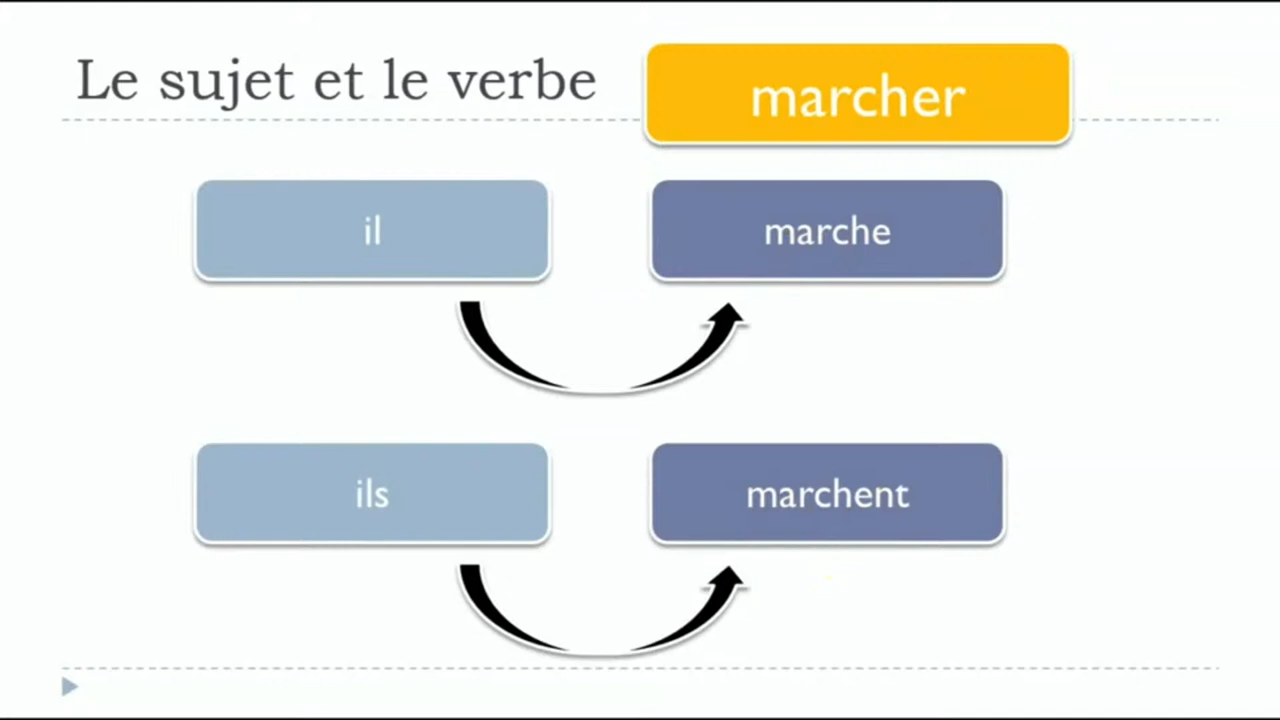 Le sujet et le verbe
marcher
il
marche
ils
marchent